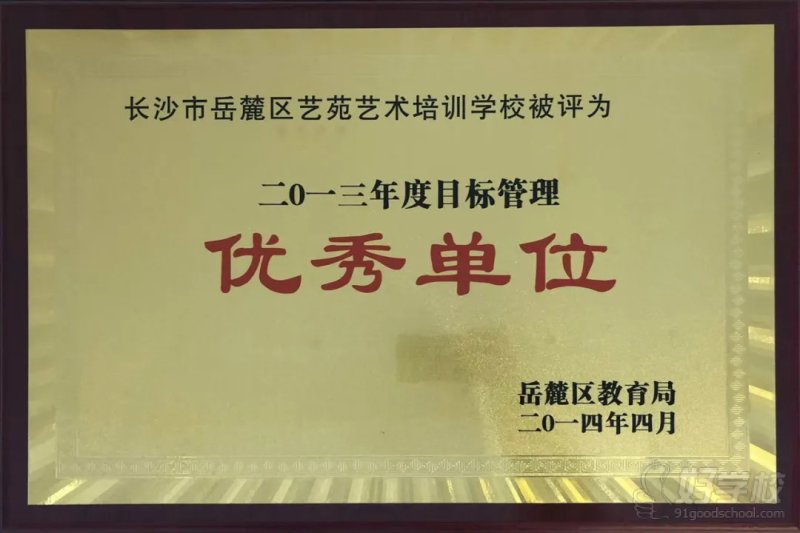 长沙市岳麓区艺苑艺术培训学校被评为
二0一三年度目标管理
优秀单位
岳麓区教育局
二0一四年四月
好学校
91goodschool.com